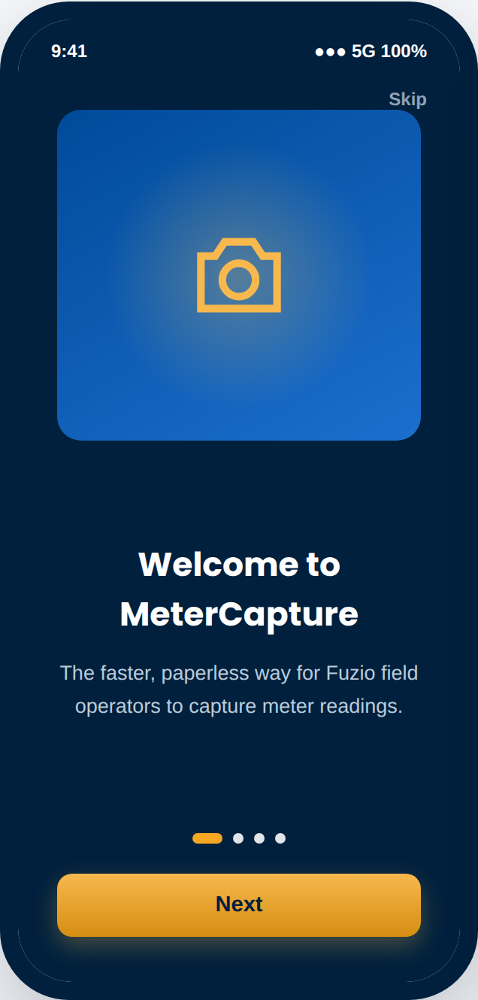 9:41
●●● 5G 100%
Skip
Welcome to
MeterCapture
The faster, paperless way for Fuzio field
operators to capture meter readings.
Next